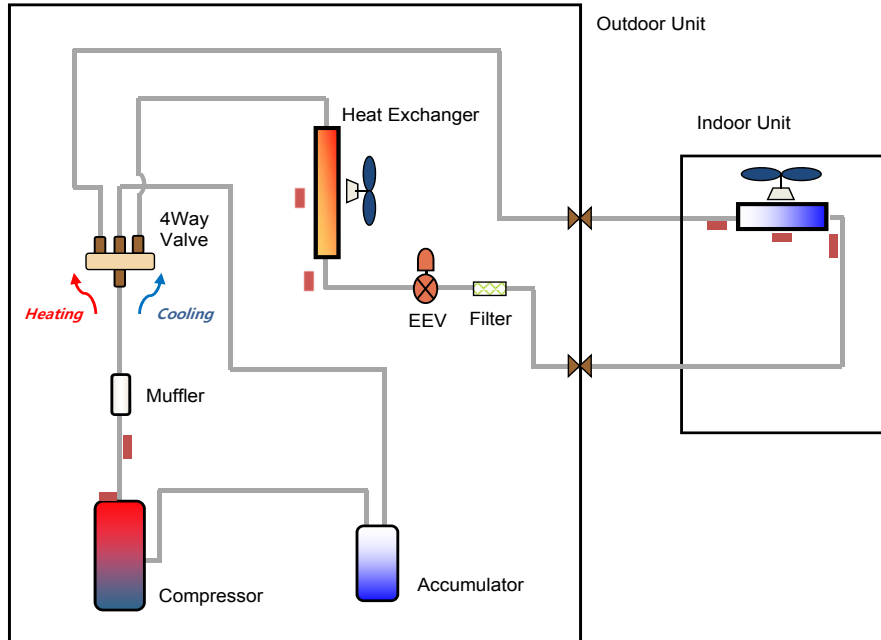 Outdoor Unit
Heat Exchanger
Indoor Unit
4Way
Valve
Heating
Cooling
EEV
Filter
Muffler
Compressor
Accumulator